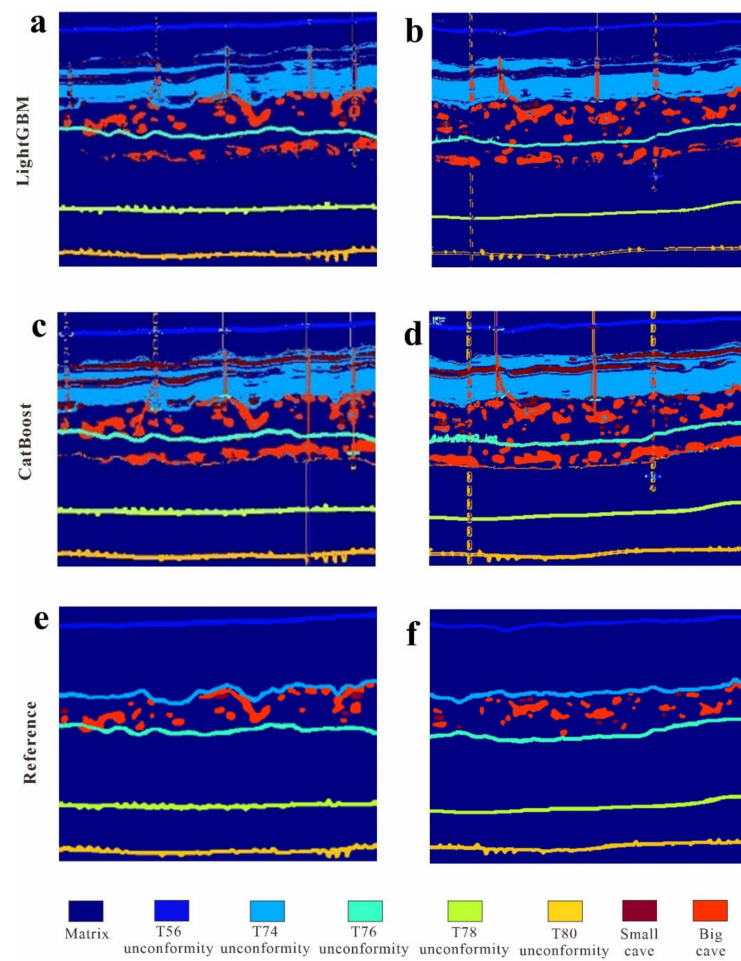 a
b
LightGBM
c
d
CatBoost
e
f
Reference
Matrix
T56
unconformity
T74
unconformity
T76
unconformity
T78
unconformity
T80
unconformity
Small
cave
Big
cave